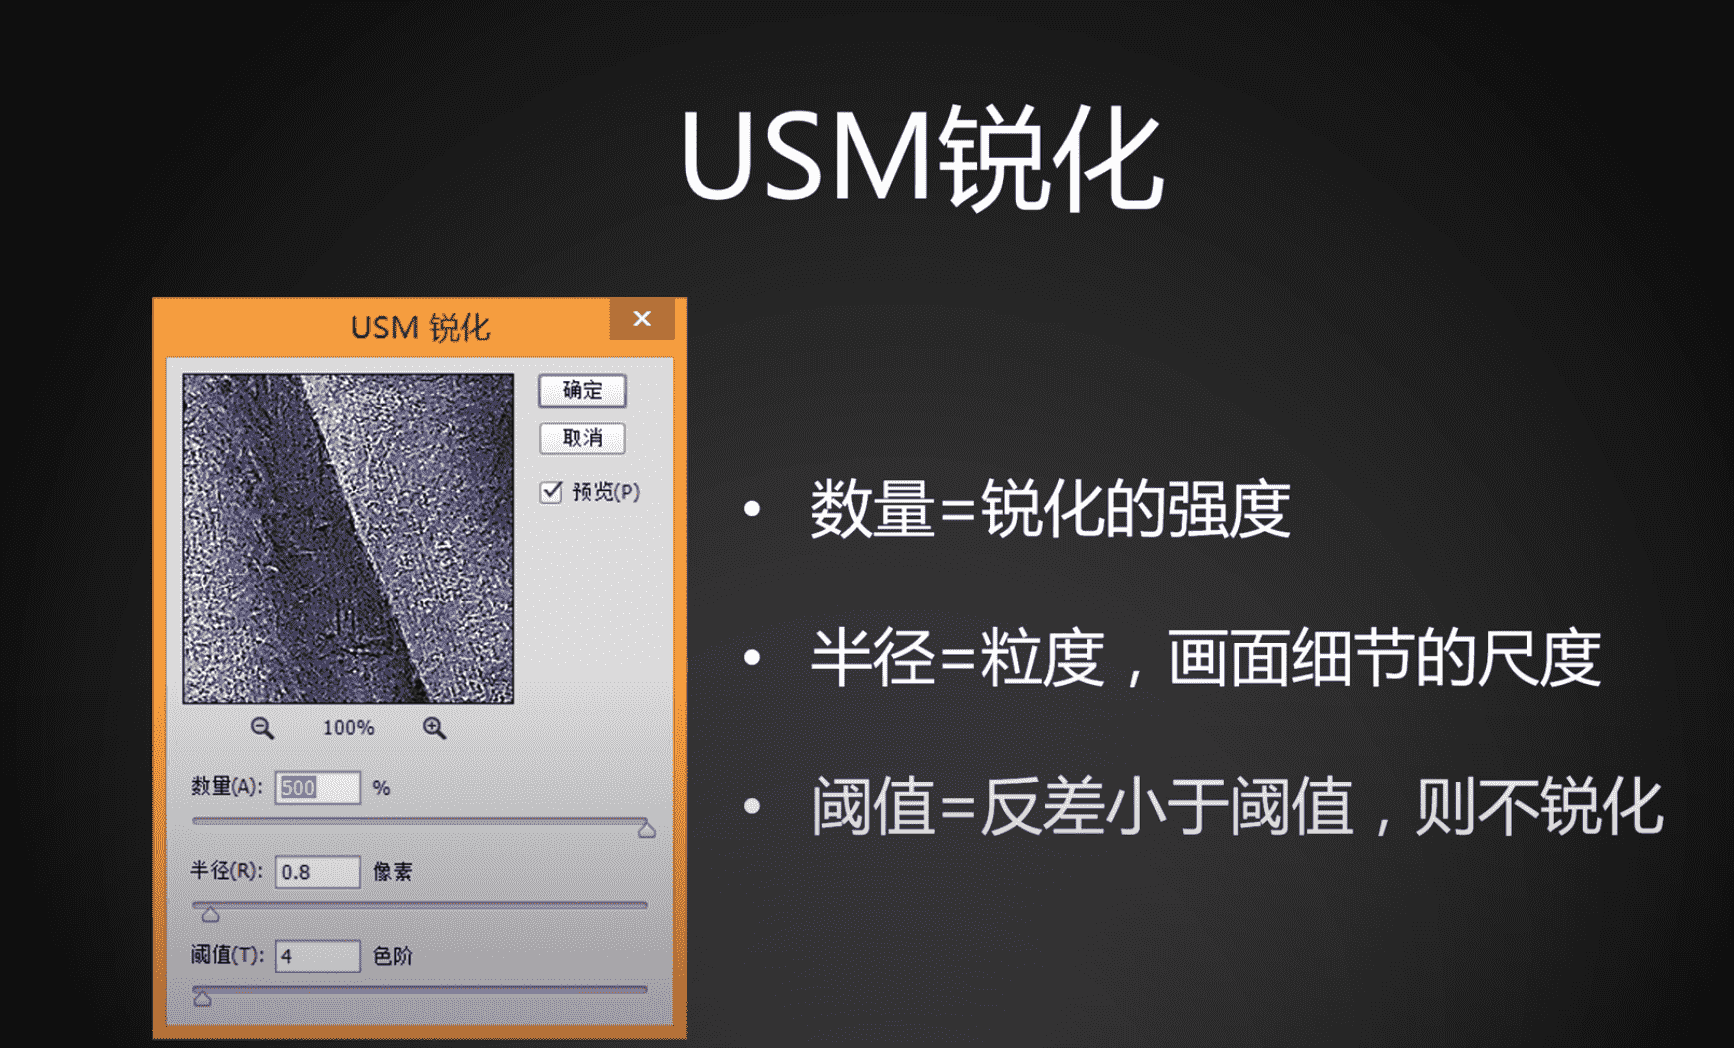 USM锐化
USM 锐化
确定
取消
预览(P)
100%
数量(A): 500 %
半径(R): 0.8 像素
阈值(T): 4 色阶
• 数量=锐化的强度
• 半径=粒度，画面细节的尺度
• 阈值=反差小于阈值，则不锐化